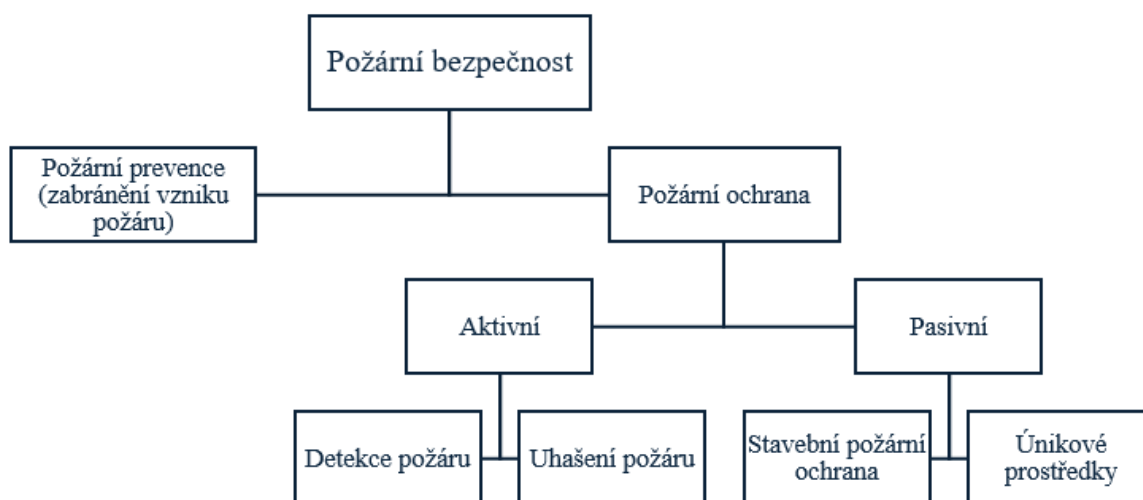 Požární bezpečnost
Požární prevence
(zabránění vzniku
požáru)
Požární ochrana
Aktivní
Pasivní
Detekce požáru
Uhašení požáru
Stavební požární
ochrana
Únikové
prostředky